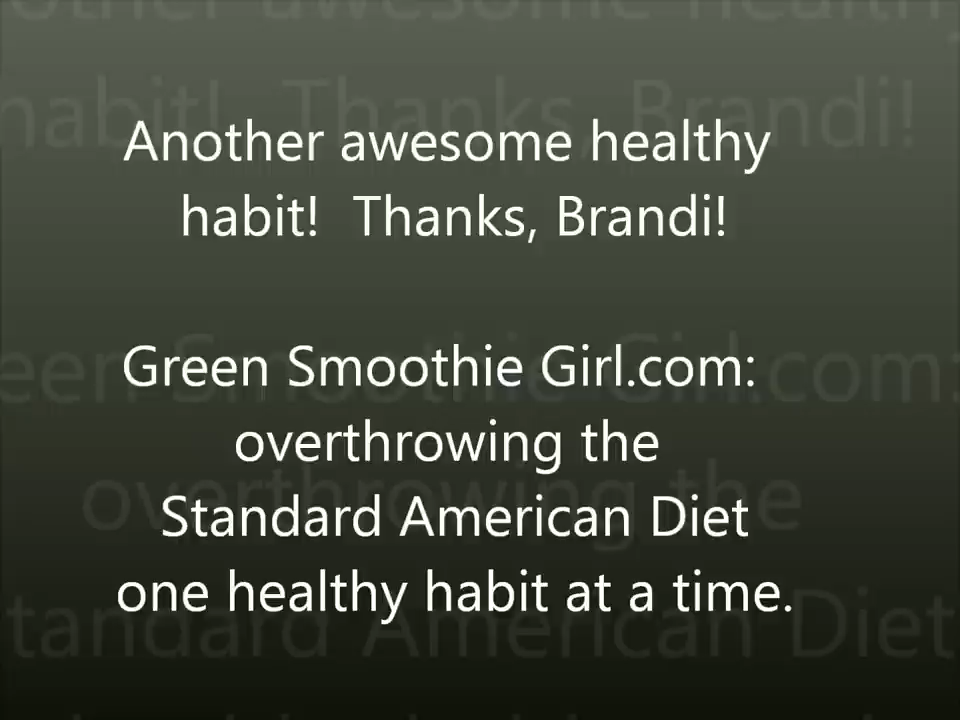 Another awesome healthy
habit!  Thanks, Brandi!
Green Smoothie Girl.com:
overthrowing the
Standard American Diet
one healthy habit at a time.